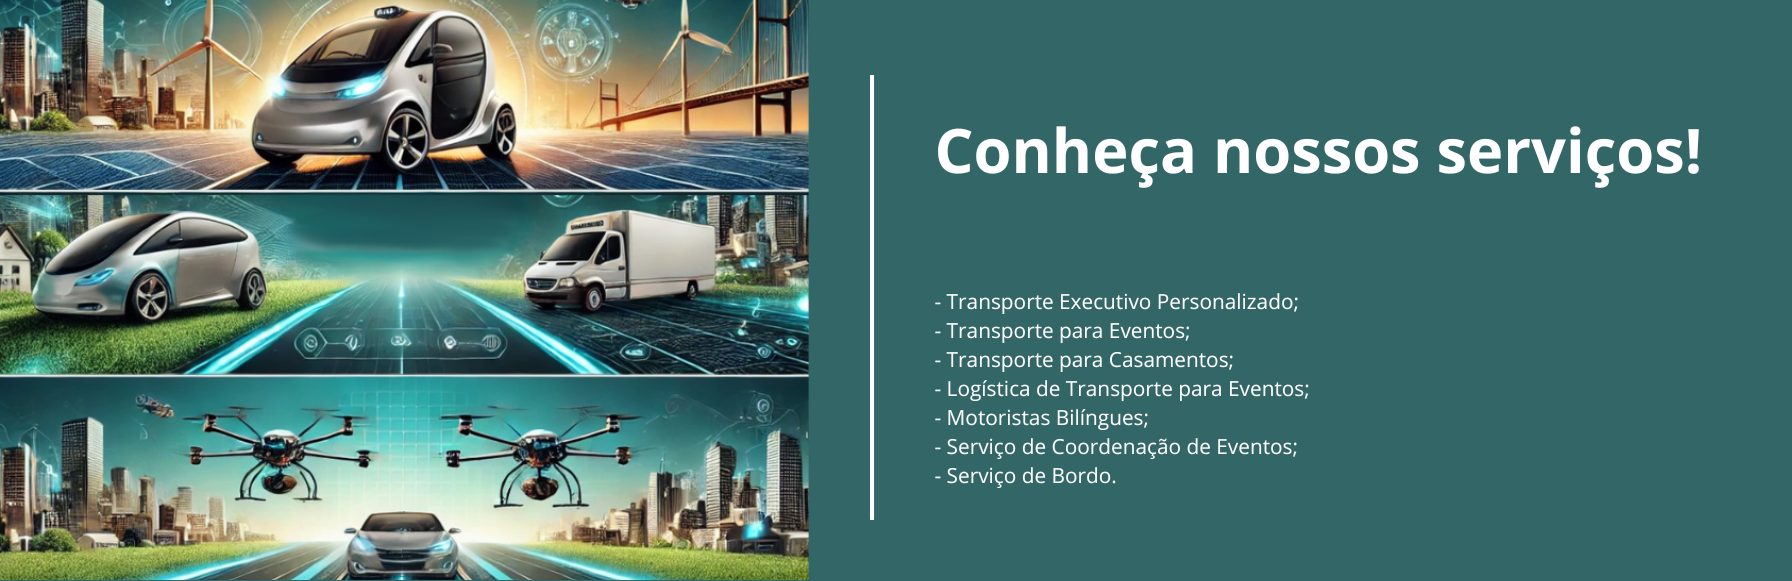 Conheça nossos serviços!
- Transporte Executivo Personalizado;
- Transporte para Eventos;
- Transporte para Casamentos;
- Logística de Transporte para Eventos;
- Motoristas Bilíngues;
- Serviço de Coordenação de Eventos;
- Serviço de Bordo.